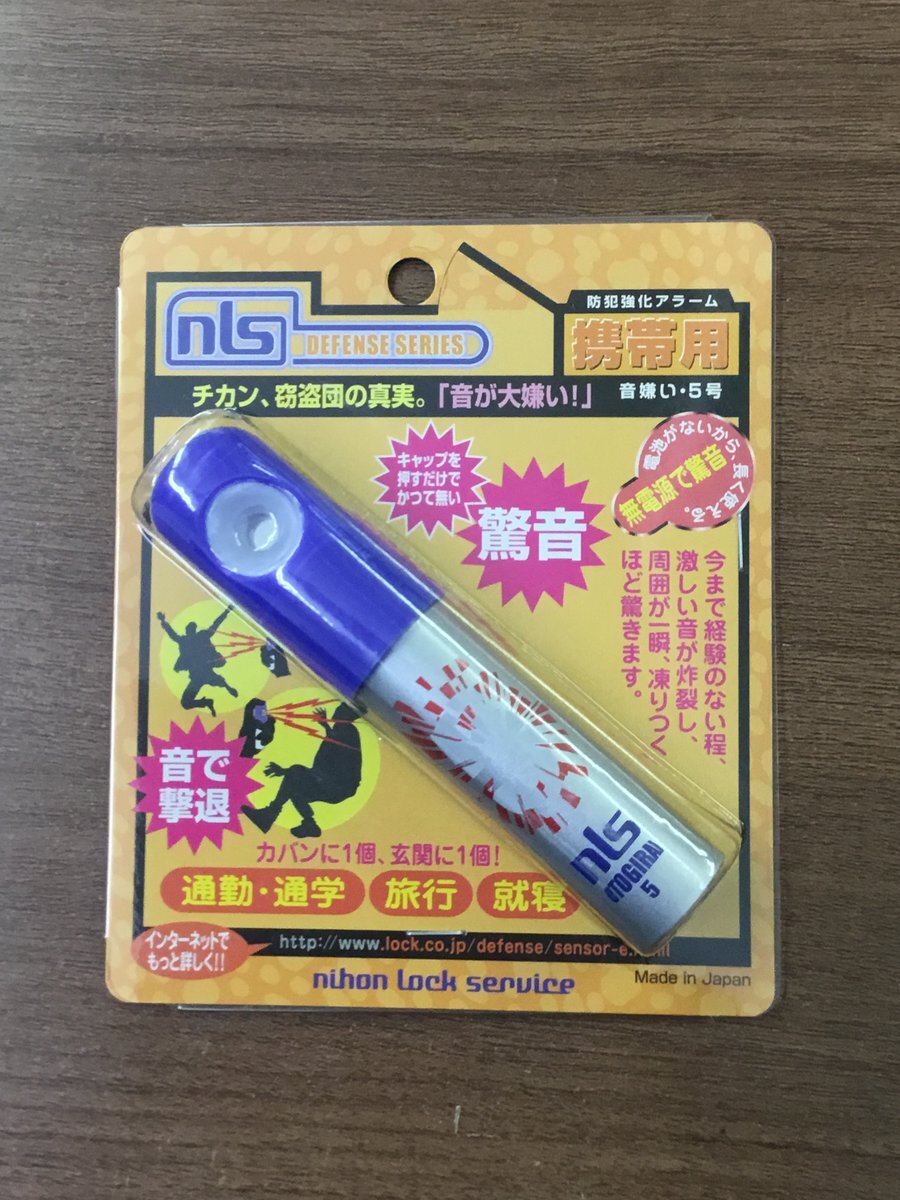 nls
DEFENSE SERIES
防犯強化アラーム
携帯用
チカン、窃盗団の真実。「音が大嫌い!」
音嫌い・5号
キャップを
押すだけで
かつて無い
驚音
電池がないから、長く使える。
無電源で驚音
今まで経験のない程、
激しい音が炸裂し、
周囲が一瞬、凍りつく
ほど驚きます。
音で
撃退
nls
OTOGIRAI
5
カバンに1個、玄関に1個!
通勤・通学
旅行
就寝
インターネットで
もっと詳しく!!
http://www.lock.co.jp/defense/
nihon lock service
Made in Japan